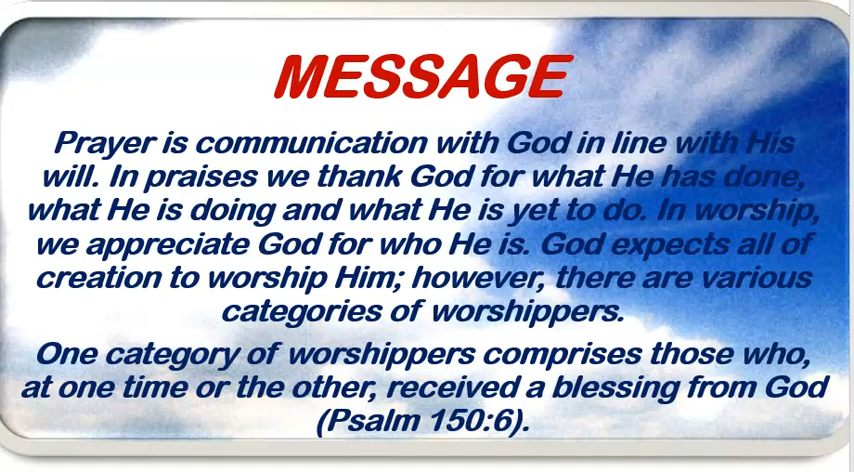 MESSAGE
Prayer is communication with God in line with His
will. In praises we thank God for what He has done,
what He is doing and what He is yet to do. In worship,
we appreciate God for who He is. God expects all of
creation to worship Him; however, there are various
categories of worshippers.
One category of worshippers comprises those who,
at one time or the other, received a blessing from God
(Psalm 150:6).